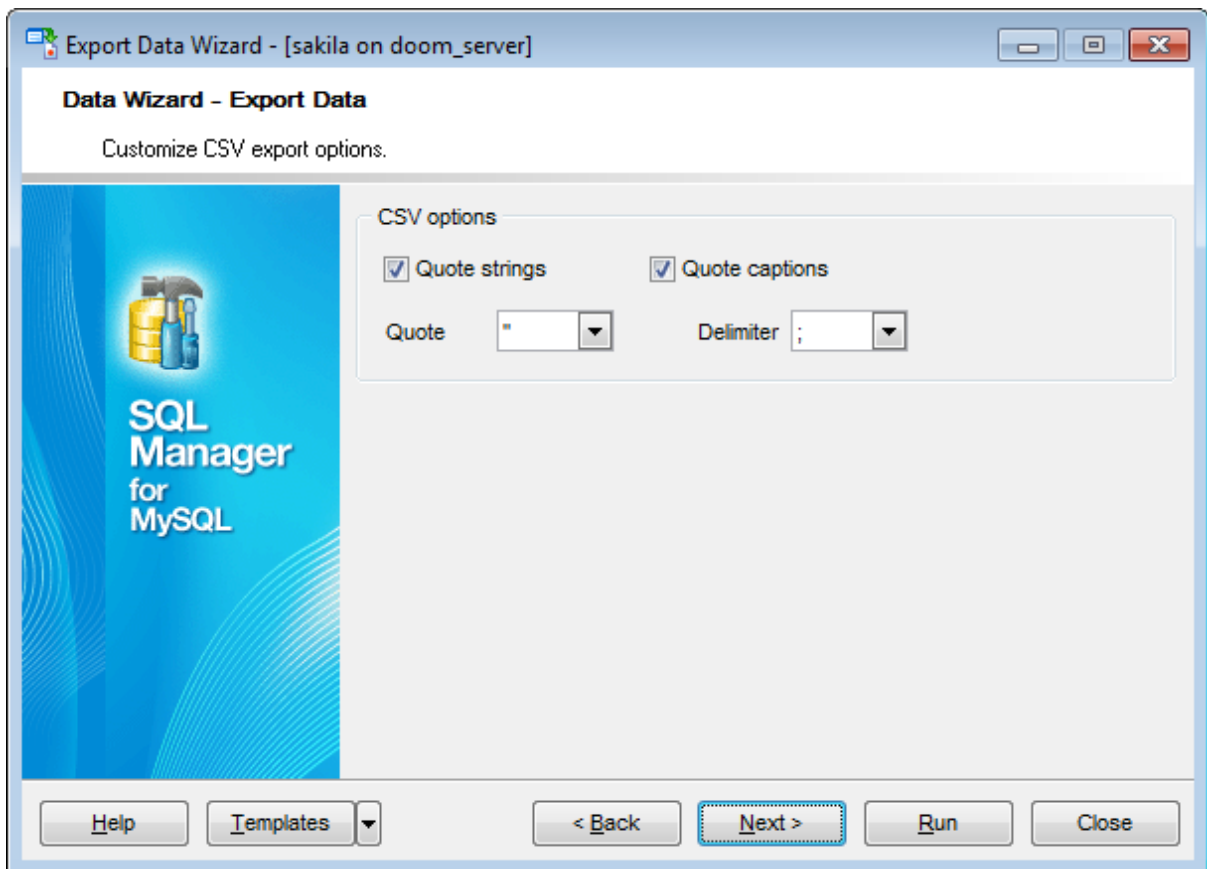 Export Data Wizard - [sakila on doom_server]
Data Wizard - Export Data
Customize CSV export options.
CSV options
Quote strings
Quote captions
Quote " Delimiter ;
SQL
Manager
for
MySQL
Help Templates < Back Next > Run Close